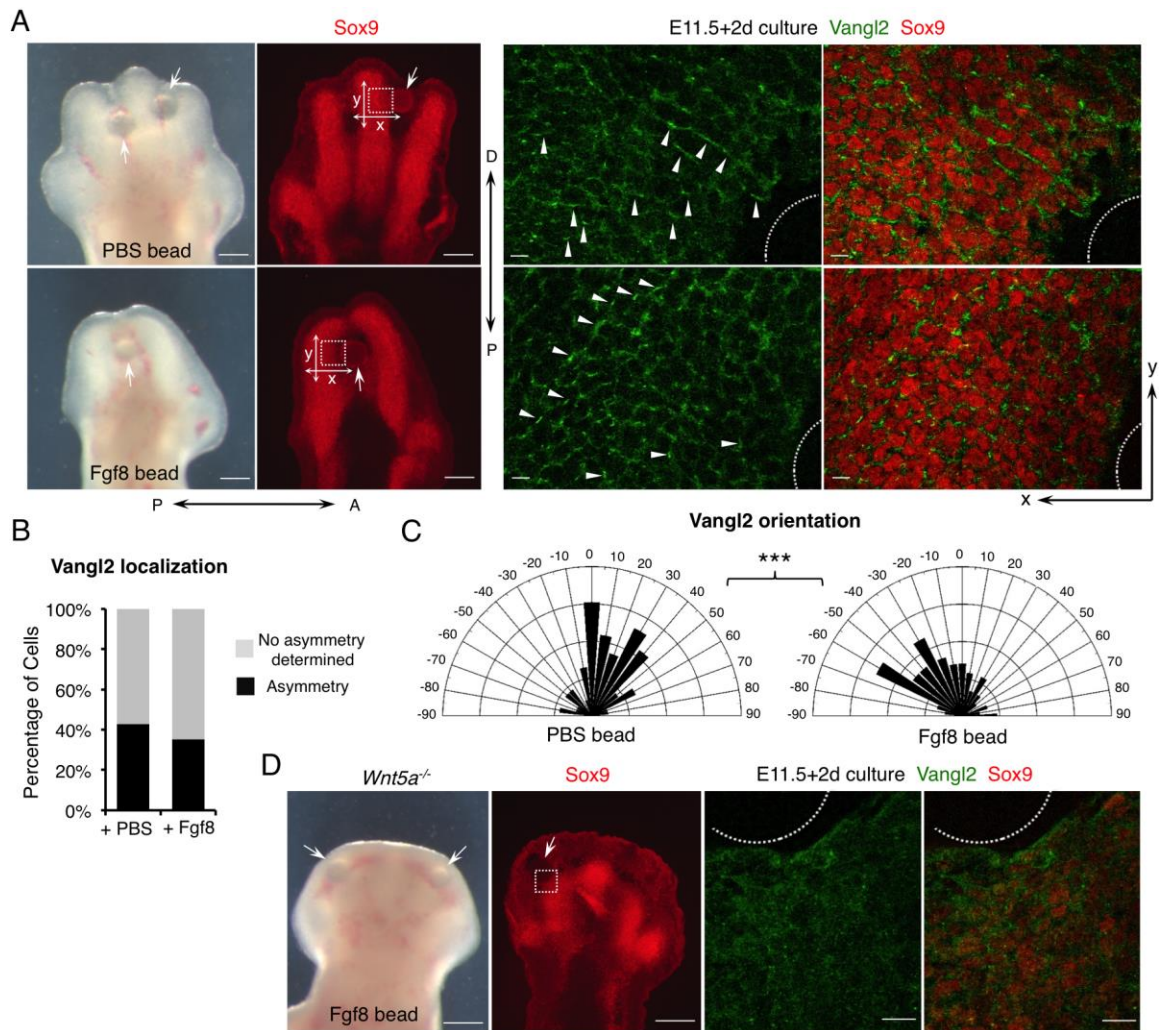 A
Sox9
E11.5+2d culture Vangl2 Sox9
y
x
PBS bead
D
P
y
x
Fgf8 bead
P
A
y
x
B
Vangl2 localization
Percentage of Cells
100%
80%
60%
40%
20%
0%
+ PBS
+ Fgf8
No asymmetry
determined
Asymmetry
C
Vangl2 orientation
***
-90
-80
-70
-60
-50
-40
-30
-20
-10
0
10
20
30
40
50
60
70
80
90
PBS bead
-90
-80
-70
-60
-50
-40
-30
-20
-10
0
10
20
30
40
50
60
70
80
90
Fgf8 bead
D
Wnt5a-/-
Sox9
E11.5+2d culture Vangl2 Sox9
Fgf8 bead